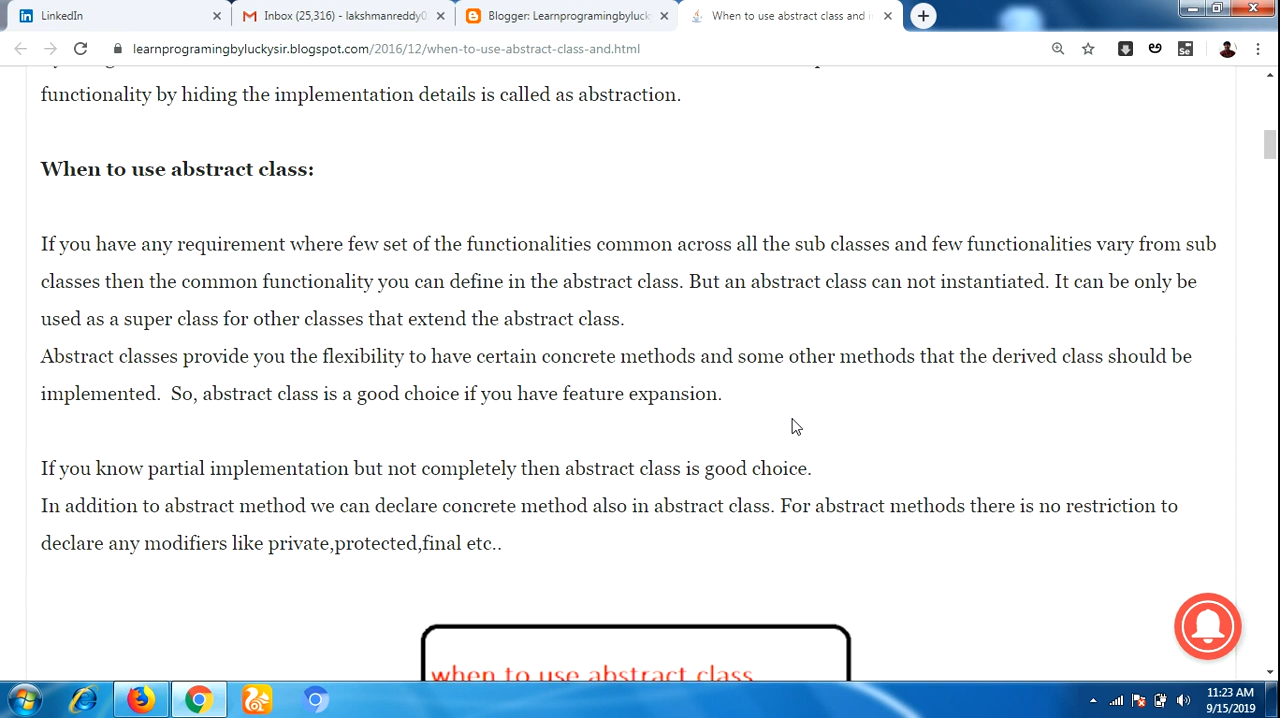 LinkedIn
Inbox (25,316) - lakshmanreddy0
Blogger: Learnprogramingbyluck
When to use abstract class and
learnprogramingbyluckysir.blogspot.com/2016/12/when-to-use-abstract-class-and.html
Se
functionality by hiding the implementation details is called as abstraction.
When to use abstract class:
If you have any requirement where few set of the functionalities common across all the sub classes and few functionalities vary from sub
classes then the common functionality you can define in the abstract class. But an abstract class can not instantiated. It can be only be
used as a super class for other classes that extend the abstract class.
Abstract classes provide you the flexibility to have certain concrete methods and some other methods that the derived class should be
implemented.  So, abstract class is a good choice if you have feature expansion.
If you know partial implementation but not completely then abstract class is good choice.
In addition to abstract method we can declare concrete method also in abstract class. For abstract methods there is no restriction to
declare any modifiers like private,protected,final etc..
when to use abstract class
11:23 AM
9/15/2019